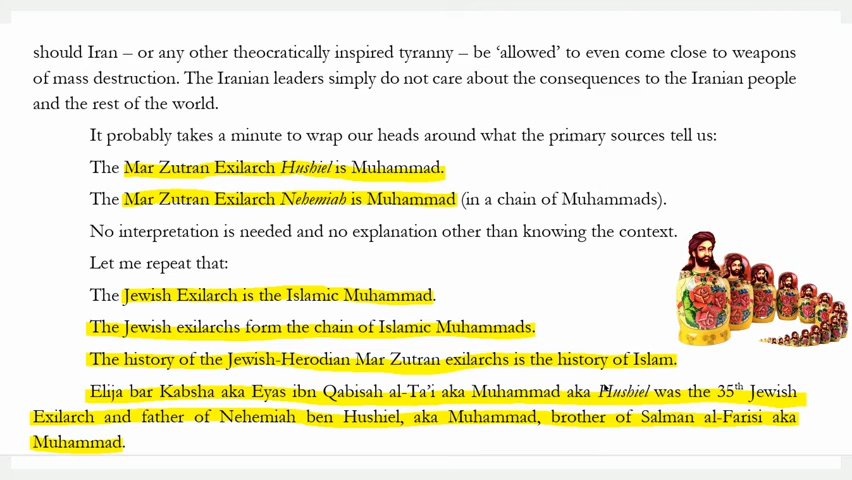 should Iran – or any other theocratically inspired tyranny – be ‘allowed’ to even come close to weapons
of mass destruction. The Iranian leaders simply do not care about the consequences to the Iranian people
and the rest of the world.
It probably takes a minute to wrap our heads around what the primary sources tell us:
The Mar Zutran Exilarch Hushiel is Muhammad.
The Mar Zutran Exilarch Nehemiah is Muhammad (in a chain of Muhammads).
No interpretation is needed and no explanation other than knowing the context.
Let me repeat that:
The Jewish Exilarch is the Islamic Muhammad.
The Jewish exilarchs form the chain of Islamic Muhammads.
The history of the Jewish-Herodian Mar Zutran exilarchs is the history of Islam.
Elija bar Kabsha aka Eyas ibn Qabisah al-Ta’i aka Muhammad aka Hushiel was the 35th Jewish
Exilarch and father of Nehemiah ben Hushiel, aka Muhammad, brother of Salman al-Farisi aka
Muhammad.